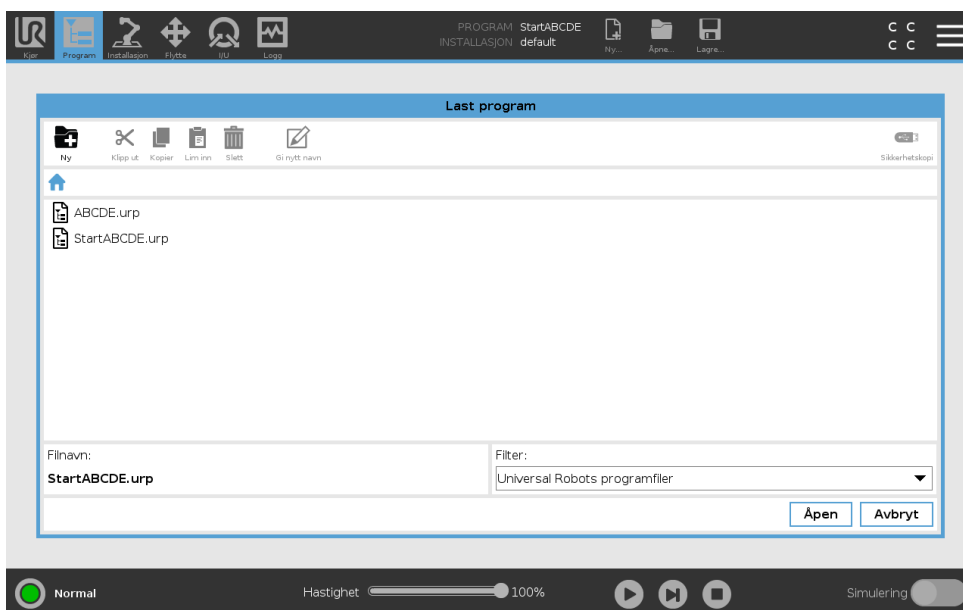 UR
PROGRAM StartABCDE
INSTALLASJON default
Kjør Program Installasjon Flytte I/U Logg Ny... Åpne... Lagre...
C C
C C
Last program
Ny Klipp ut Kopier Lim inn Slett Gi nytt navn Sikkerhetskopi
ABCDE.urp
StartABCDE.urp
Filnavn: Filter:
StartABCDE.urp Universal Robots programfiler
Åpen Avbryt
Normal Hastighet 100% Simulering